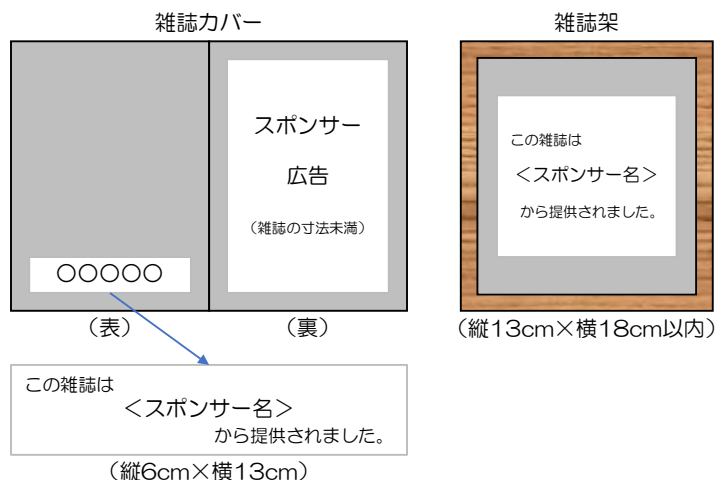 雑誌カバー
スポンサー
広告
（雑誌の寸法未満）
〇〇〇〇〇
（表）
（裏）
この雑誌は
＜スポンサー名＞
から提供されました。
（縦6cm×横13cm）
雑誌架
この雑誌は
＜スポンサー名＞
から提供されました。
（縦13cm×横18cm以内）